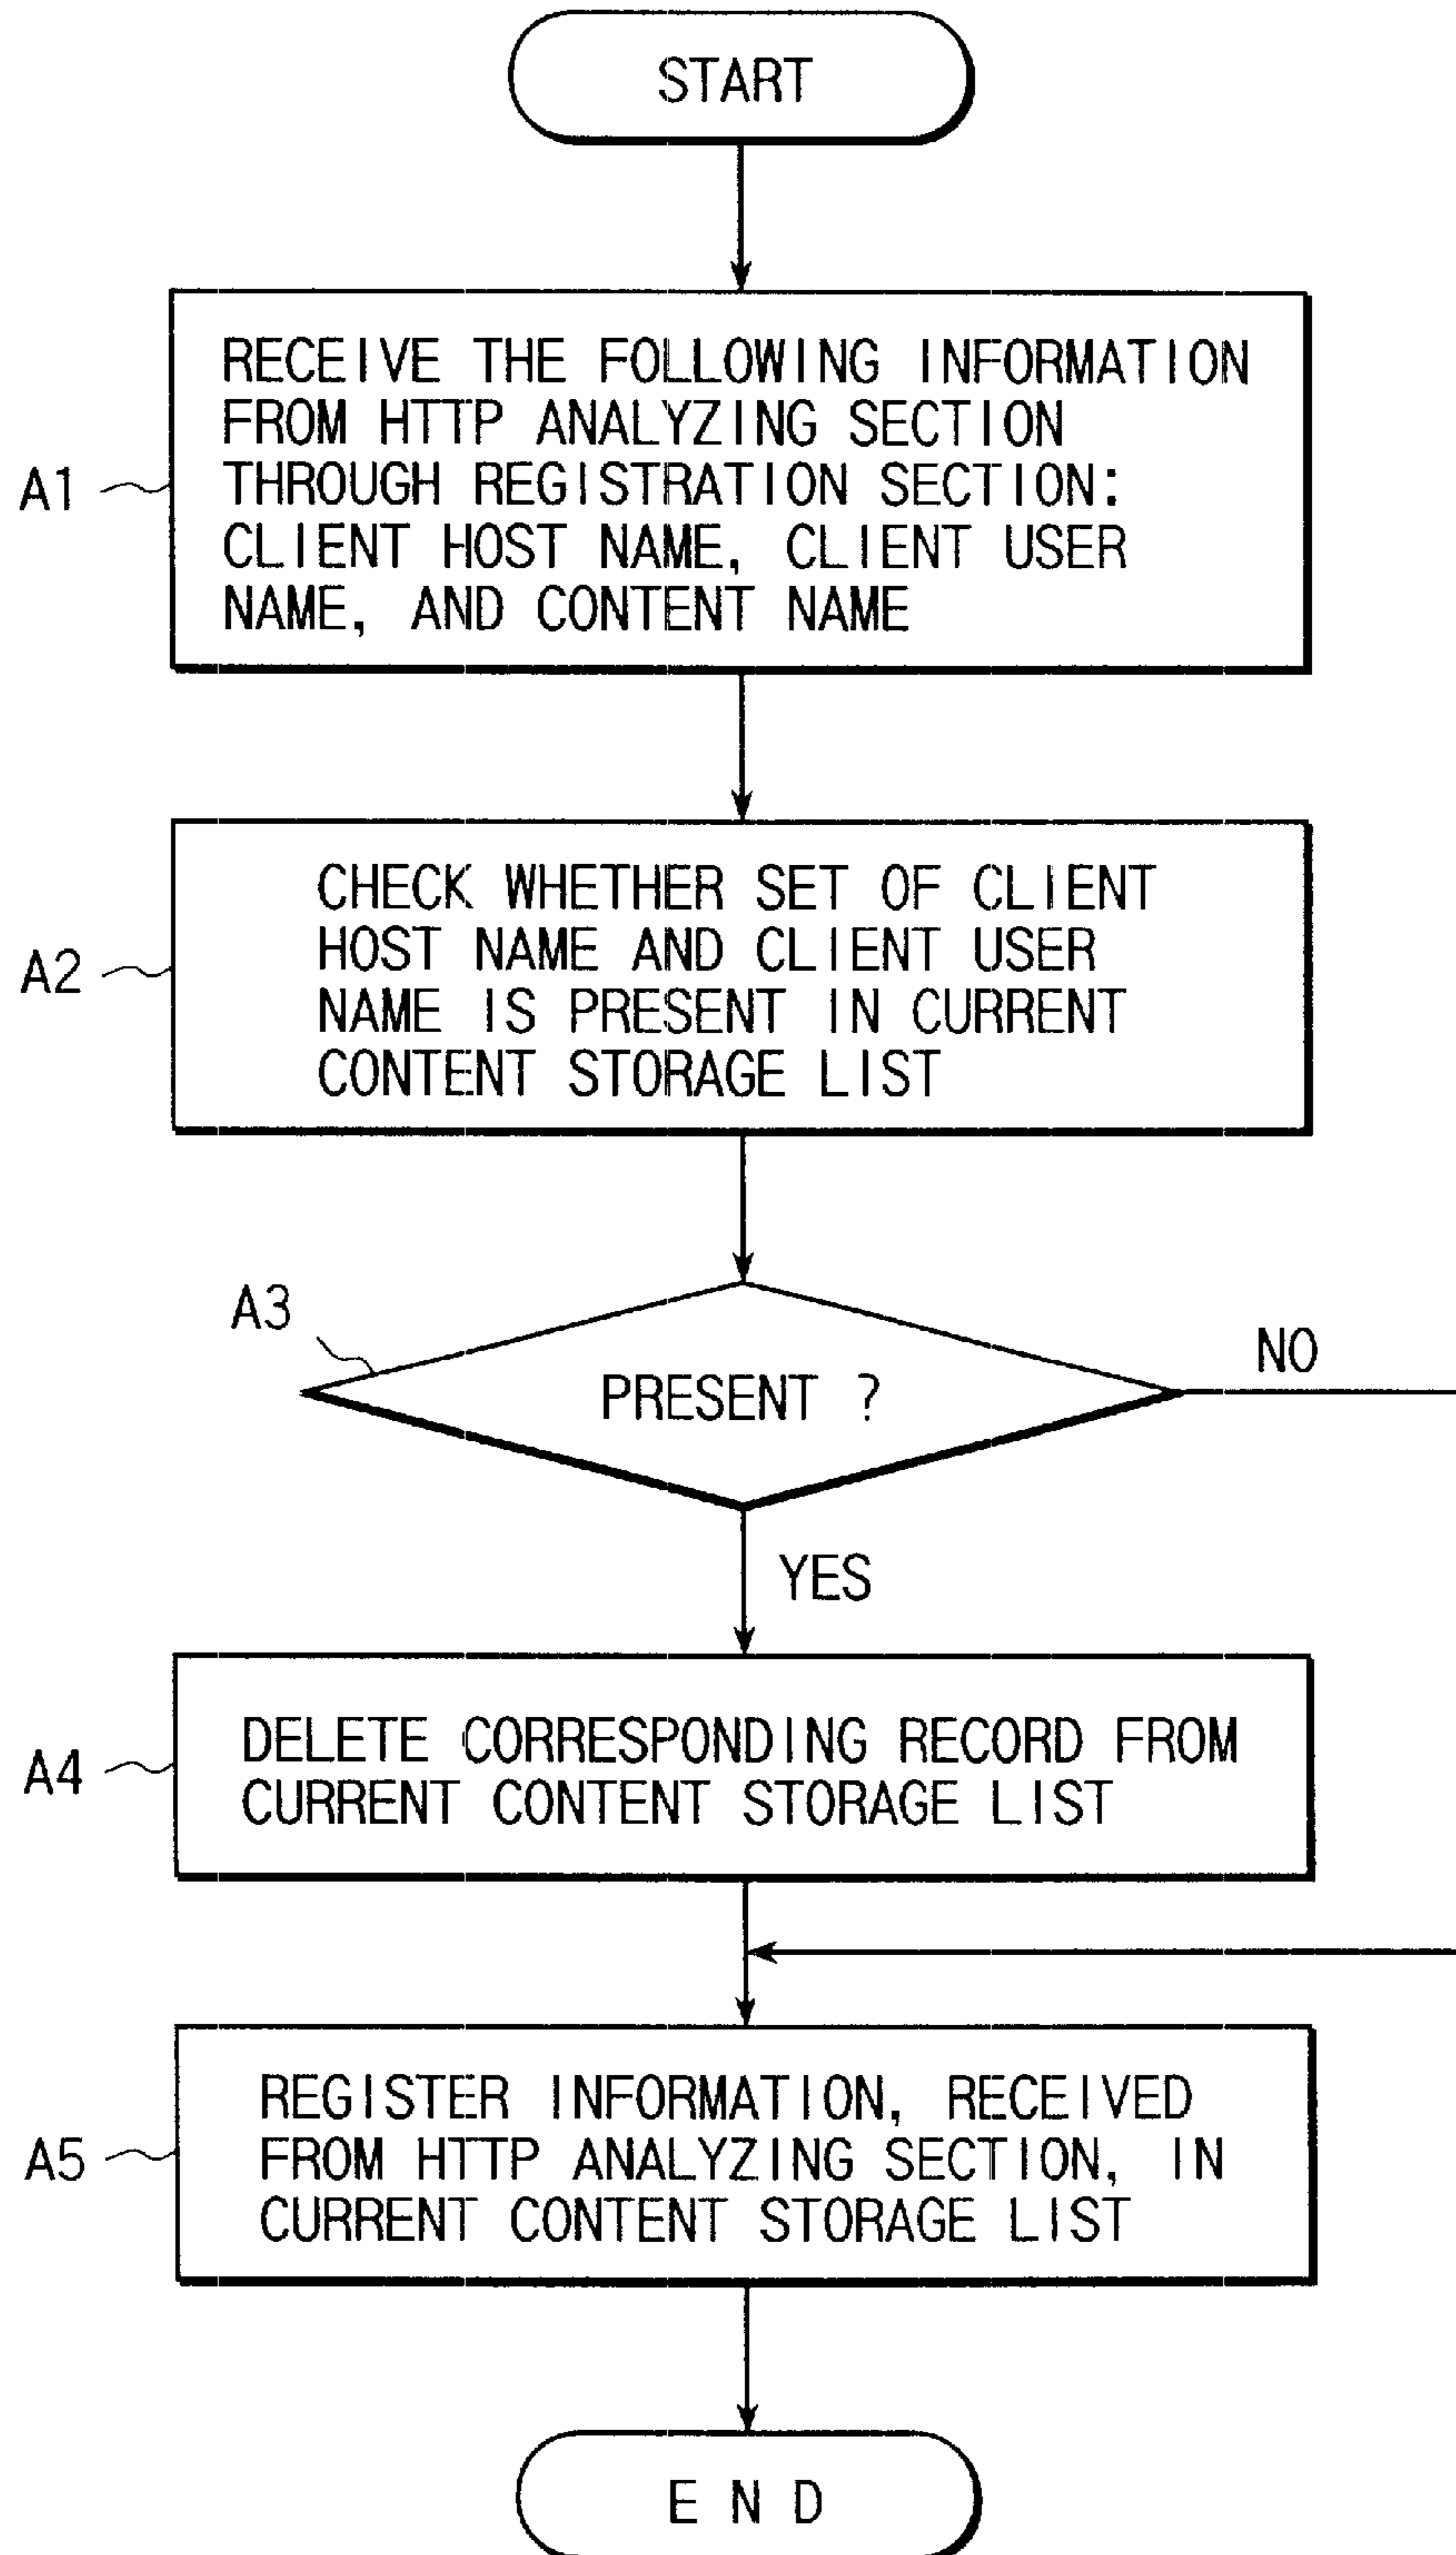 START
RECEIVE THE FOLLOWING INFORMATION
FROM HTTP ANALYZING SECTION
THROUGH REGISTRATION SECTION:
CLIENT HOST NAME, CLIENT USER
NAME, AND CONTENT NAME
A1
CHECK WHETHER SET OF CLIENT
HOST NAME AND CLIENT USER
NAME IS PRESENT IN CURRENT
CONTENT STORAGE LIST
A2
A3
PRESENT ?
NO
YES
DELETE CORRESPONDING RECORD FROM
CURRENT CONTENT STORAGE LIST
A4
REGISTER INFORMATION, RECEIVED
FROM HTTP ANALYZING SECTION, IN
CURRENT CONTENT STORAGE LIST
A5
END